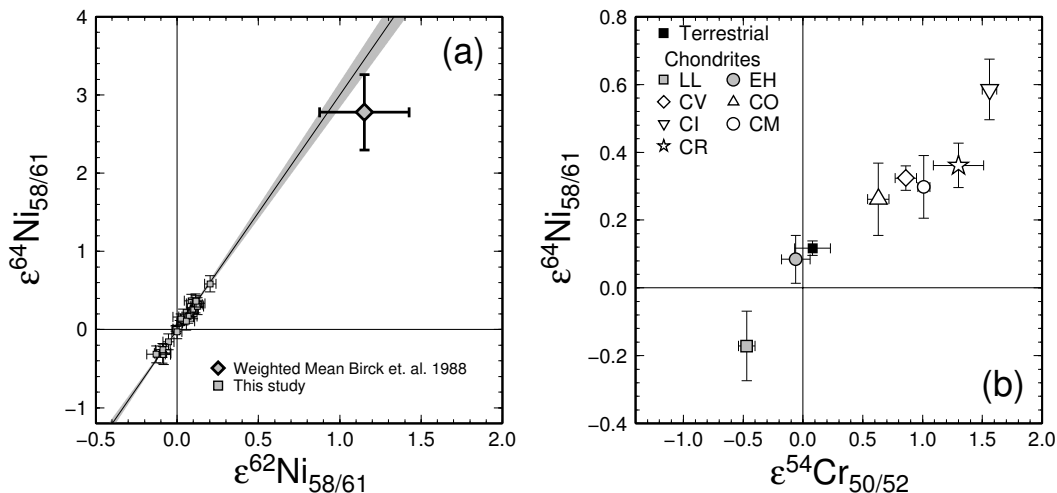 4
3
2
1
0
−1
−0.5
0.0
0.5
1.0
1.5
2.0
ε64Ni58/61
ε62Ni58/61
(a)
Weighted Mean Birck et. al. 1988
This study
0.8
0.6
0.4
0.2
0.0
−0.2
−0.4
−1.0
−0.5
0.0
0.5
1.0
1.5
2.0
ε64Ni58/61
ε54Cr50/52
Terrestrial
Chondrites
LL EH
CV CO
CI CM
CR
(b)